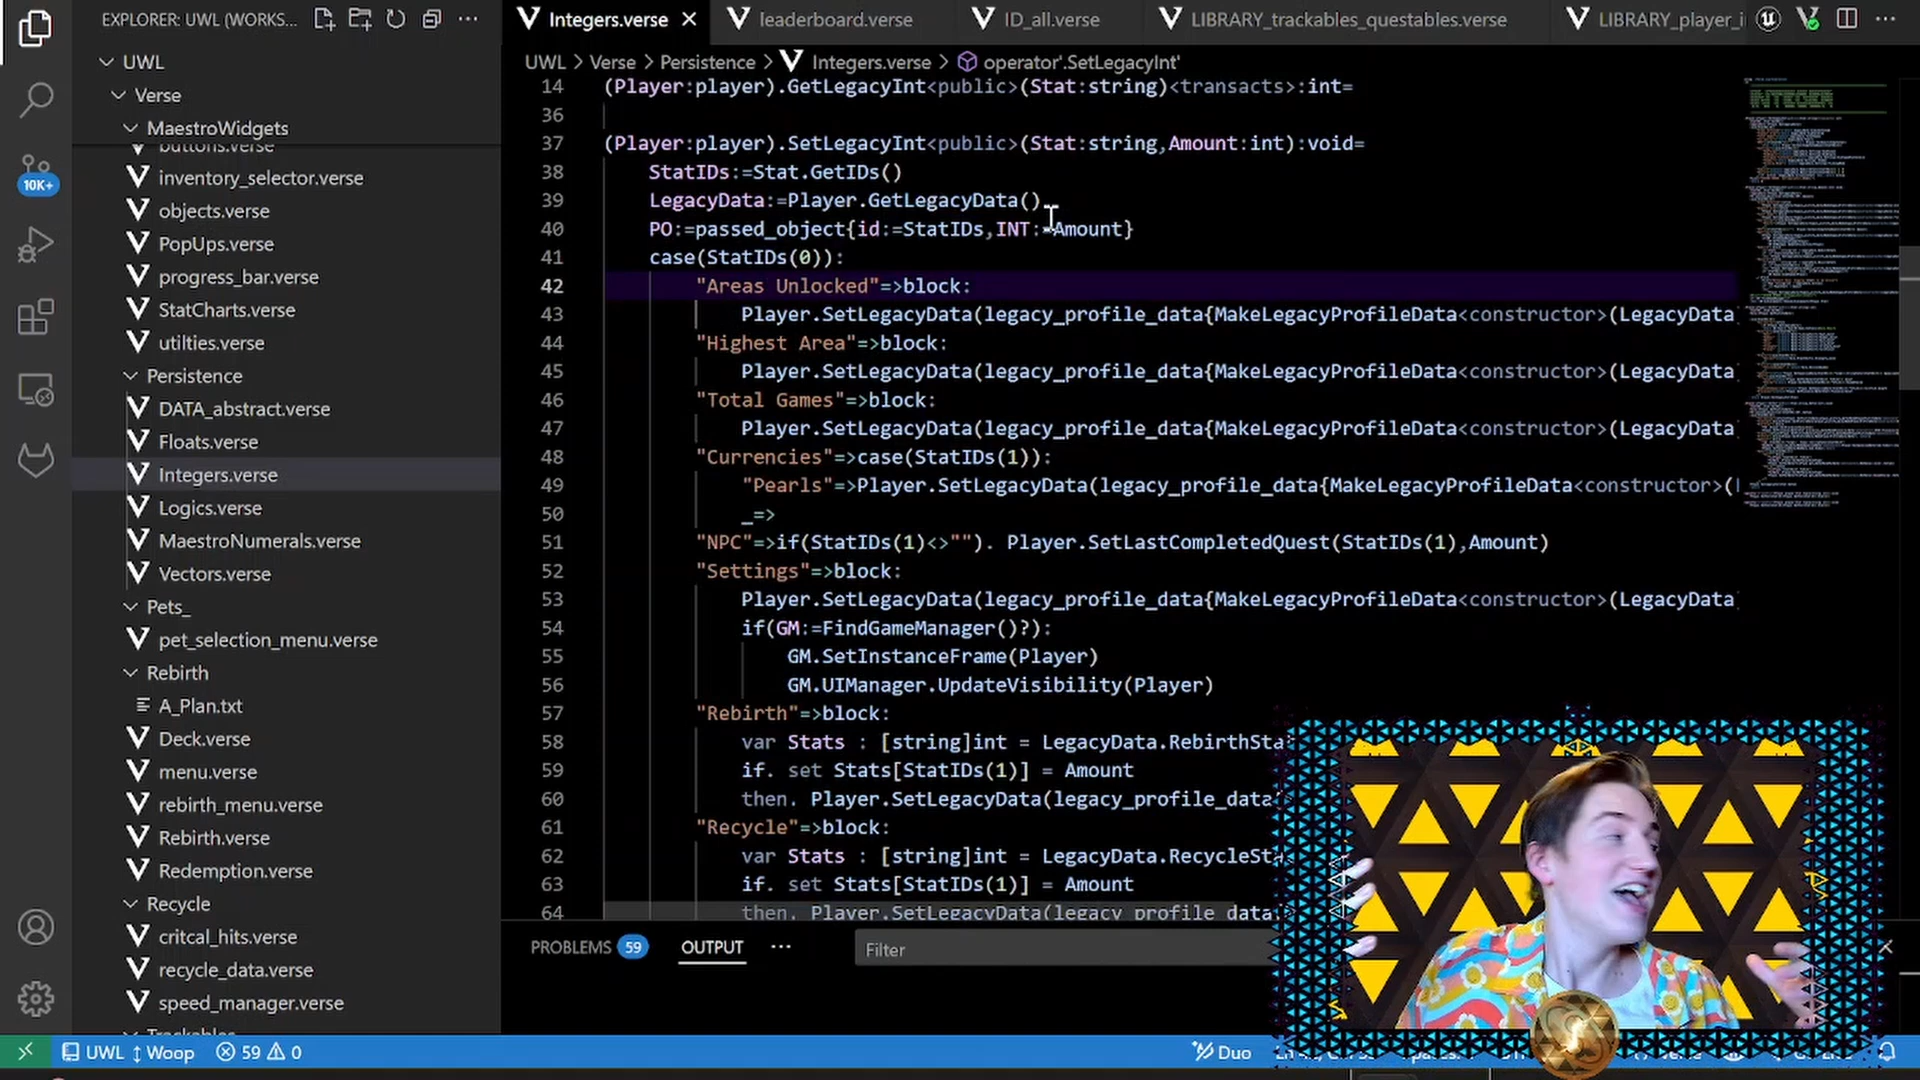 EXPLORER: UWL (WORKS...
Integers.verse
leaderboard.verse
ID_all.verse
LIBRARY_trackables_questables.verse
LIBRARY_player_i
UWL > Verse > Persistence > Integers.verse > operator'.SetLegacyInt'
UWL
Verse
MaestroWidgets
buttons.verse
inventory_selector.verse
objects.verse
PopUps.verse
progress_bar.verse
StatCharts.verse
utilties.verse
Persistence
DATA_abstract.verse
Floats.verse
Integers.verse
Logics.verse
MaestroNumerals.verse
Vectors.verse
Pets_
pet_selection_menu.verse
Rebirth
A_Plan.txt
Deck.verse
menu.verse
rebirth_menu.verse
Rebirth.verse
Redemption.verse
Recycle
critcal_hits.verse
recycle_data.verse
speed_manager.verse
Trackables
10K+
14 (Player:player).GetLegacyInt<public>(Stat:string)<transacts>:int=
36
37 (Player:player).SetLegacyInt<public>(Stat:string,Amount:int):void=
38 StatIDs:=Stat.GetIDs()
39 LegacyData:=Player.GetLegacyData()
40 PO:=passed_object{id:=StatIDs,INT:=Amount}
41 case(StatIDs(0)):
42 "Areas Unlocked"=>block:
43 Player.SetLegacyData(legacy_profile_data{MakeLegacyProfileData<constructor>(LegacyData
44 "Highest Area"=>block:
45 Player.SetLegacyData(legacy_profile_data{MakeLegacyProfileData<constructor>(LegacyData
46 "Total Games"=>block:
47 Player.SetLegacyData(legacy_profile_data{MakeLegacyProfileData<constructor>(LegacyData
48 "Currencies"=>case(StatIDs(1)):
49 "Pearls"=>Player.SetLegacyData(legacy_profile_data{MakeLegacyProfileData<constructor>(
50 _=>
51 "NPC"=>if(StatIDs(1)<>""). Player.SetLastCompletedQuest(StatIDs(1),Amount)
52 "Settings"=>block:
53 Player.SetLegacyData(legacy_profile_data{MakeLegacyProfileData<constructor>(LegacyData
54 if(GM:=FindGameManager()?):
55 GM.SetInstanceFrame(Player)
56 GM.UIManager.UpdateVisibility(Player)
57 "Rebirth"=>block:
58 var Stats : [string]int = LegacyData.RebirthSta
59 if. set Stats[StatIDs(1)] = Amount
60 then. Player.SetLegacyData(legacy_profile_data{
61 "Recycle"=>block:
62 var Stats : [string]int = LegacyData.RecycleSt
63 if. set Stats[StatIDs(1)] = Amount
64 then. Player.SetLegacyData(legacy_profile_data
INTEGER
PROBLEMS 59 OUTPUT
Filter
UWL Woop 59 0
Duo